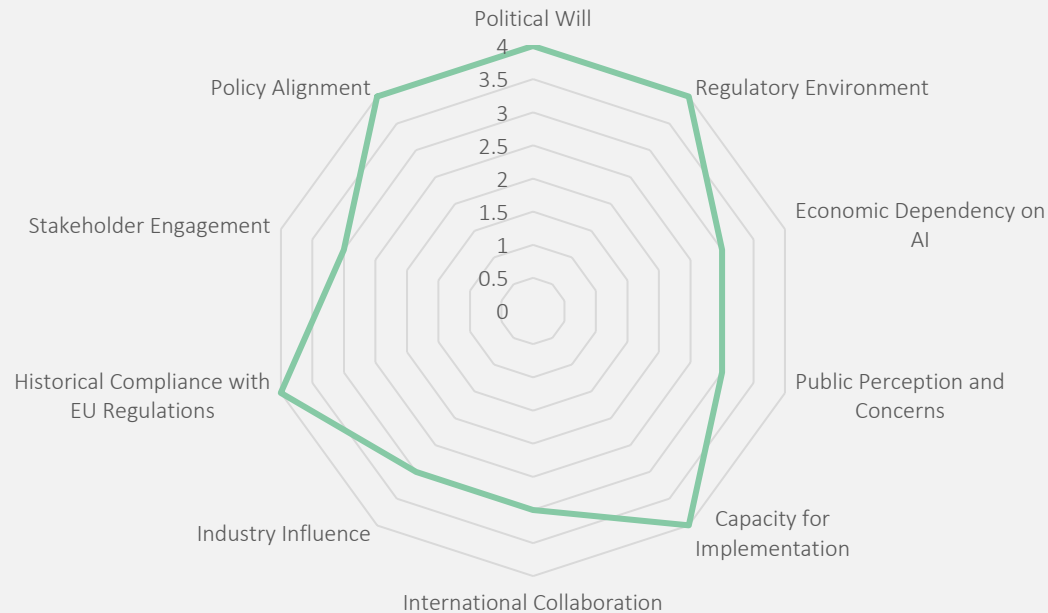 Political Will
4
3.5
3
2.5
2
1.5
1
0.5
0
Regulatory Environment
Economic Dependency on
AI
Public Perception and
Concerns
Capacity for
Implementation
International Collaboration
Industry Influence
Historical Compliance with
EU Regulations
Stakeholder Engagement
Policy Alignment